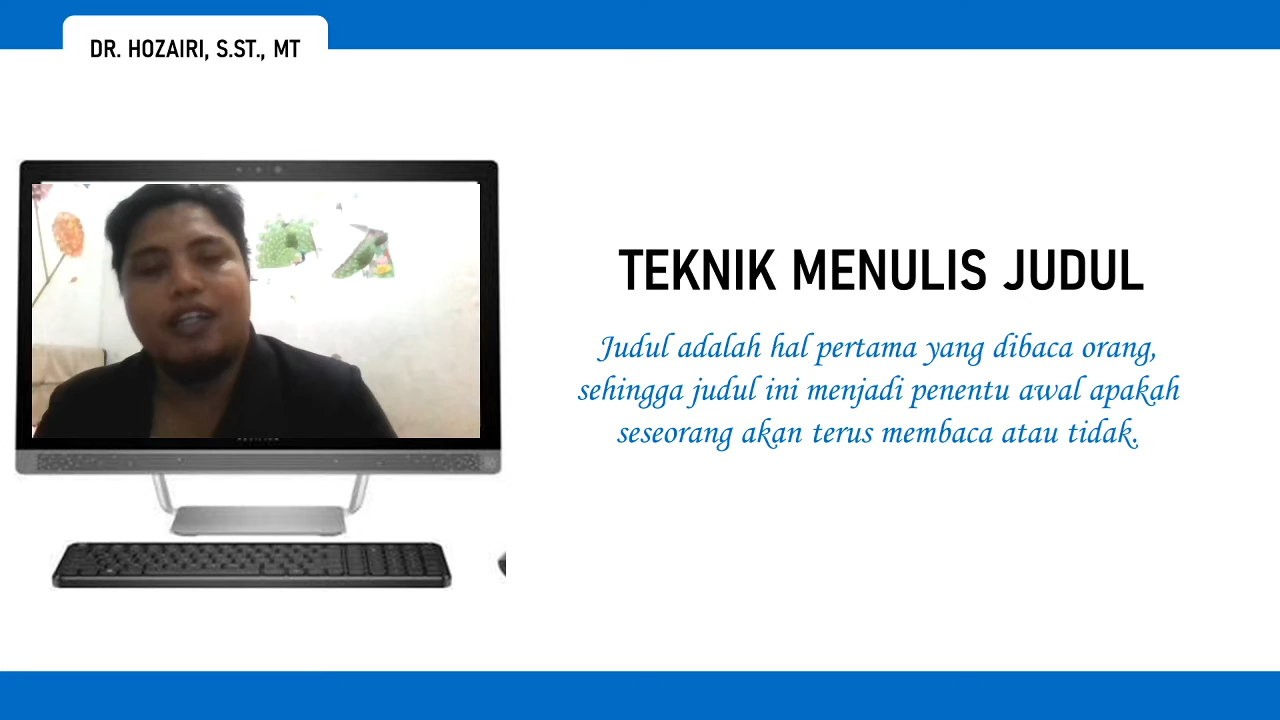 DR. HOZAIRI, S.ST., MT
TEKNIK MENULIS JUDUL
Judul adalah hal pertama yang dibaca orang,
sehingga judul ini menjadi penentu awal apakah
seseorang akan terus membaca atau tidak.